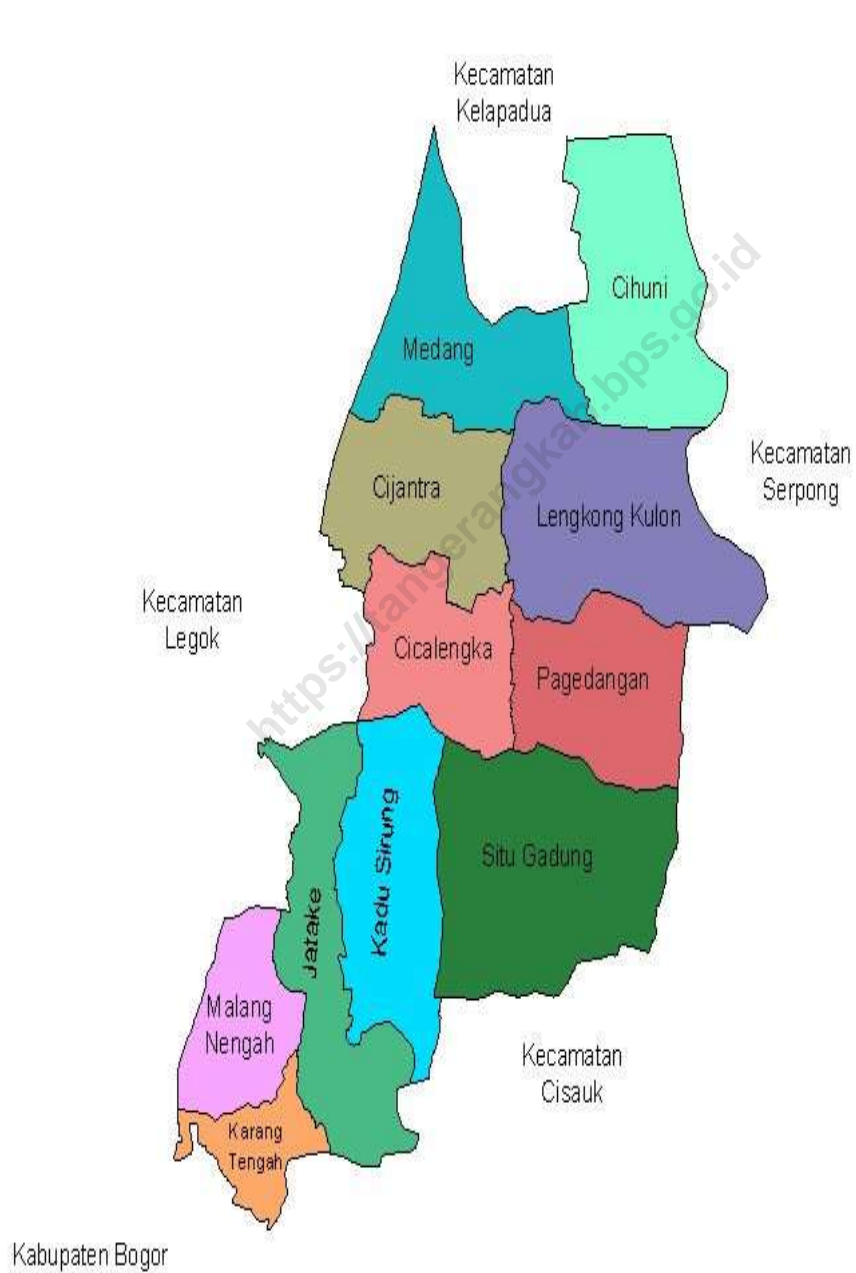 Kecamatan
Kelapadua
Cihuni
Medang
Kecamatan
Serpong
Cijantra
Lengkong Kulon
Kecamatan
Legok
Cicalengka
Pagedangan
Kadu Sirung
Situ Gadung
Jatake
Malang
Nengah
Kecamatan
Cisauk
Karang
Tengah
Kabupaten Bogor
https://tangerangkab.bps.go.id